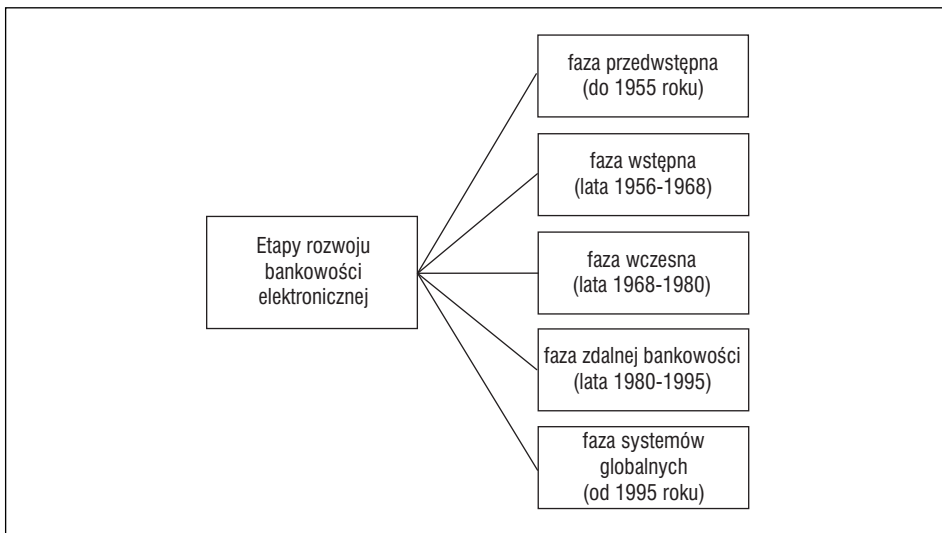 Etapy rozwoju
bankowości
elektronicznej
faza przedwstępna
(do 1955 roku)
faza wstępna
(lata 1956-1968)
faza wczesna
(lata 1968-1980)
faza zdalnej bankowości
(lata 1980-1995)
faza systemów
globalnych
(od 1995 roku)